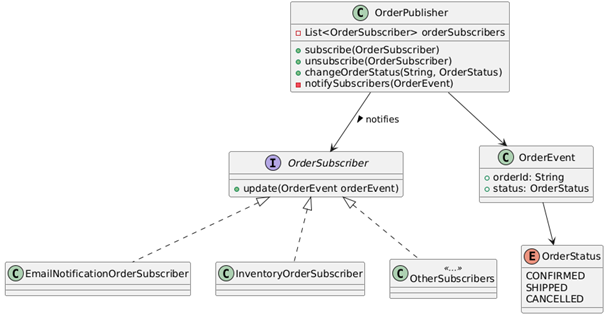 C OrderPublisher
List<OrderSubscriber> orderSubscribers
subscribe(OrderSubscriber)
unsubscribe(OrderSubscriber)
changeOrderStatus(String, OrderStatus)
notifySubscribers(OrderEvent)
notifies
I OrderSubscriber
update(OrderEvent orderEvent)
C OrderEvent
orderId: String
status: OrderStatus
C EmailNotificationOrderSubscriber
C InventoryOrderSubscriber
C «...»
OtherSubscribers
E OrderStatus
CONFIRMED
SHIPPED
CANCELLED